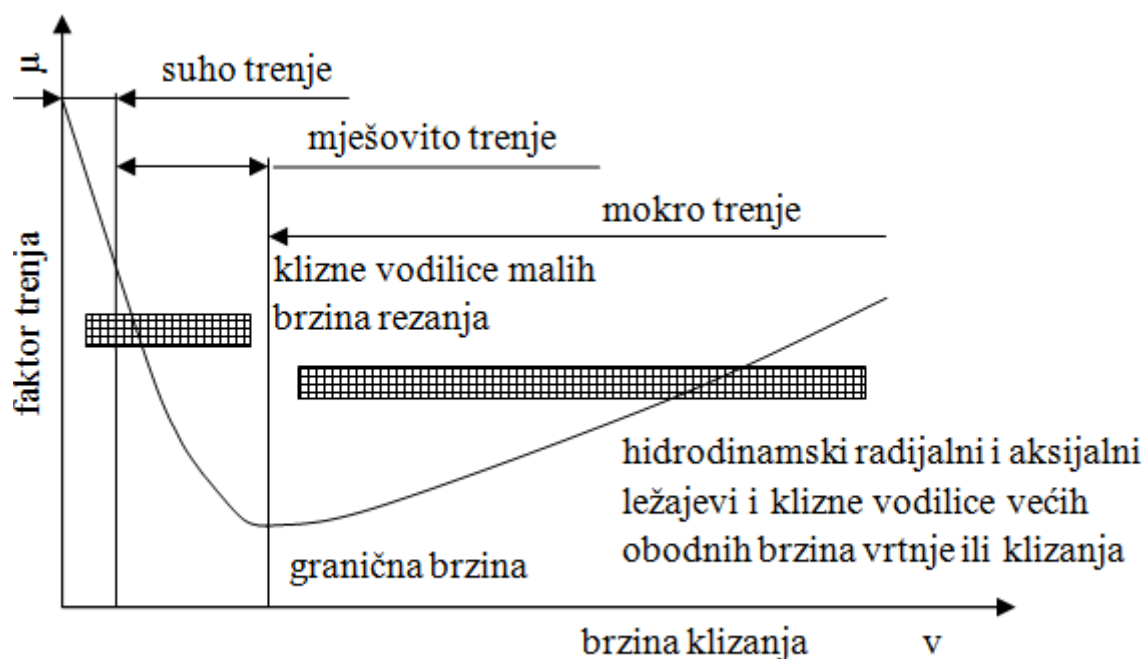 μ
suho trenje
mješovito trenje
mokro trenje
faktor trenja
klizne vodilice malih
brzina rezanja
hidrodinamski radijalni i aksijalni
ležajevi i klizne vodilice većih
obodnih brzina vrtnje ili klizanja
granična brzina
brzina klizanja v